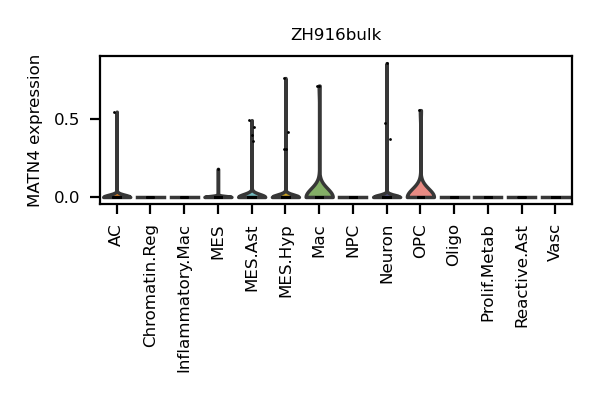 ZH916bulk
MATN4 expression
0.5
0.0
AC
Chromatin.Reg
Inflammatory.Mac
MES
MES.Ast
MES.Hyp
Mac
NPC
Neuron
OPC
Oligo
Prolif.Metab
Reactive.Ast
Vasc